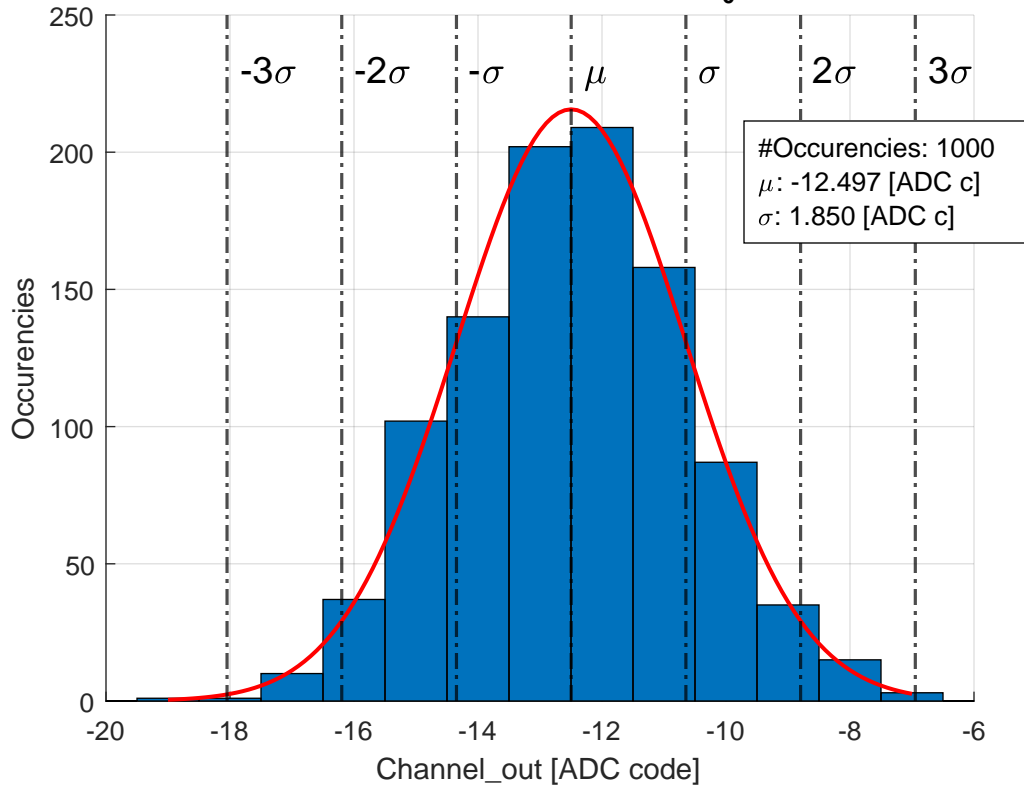 250
200
150
100
50
0
-3σ
-2σ
-σ
μ
σ
2σ
3σ
#Occurencies: 1000
μ: -12.497 [ADC c]
σ: 1.850 [ADC c]
Occurencies
-20
-18
-16
-14
-12
-10
-8
-6
Channel_out [ADC code]